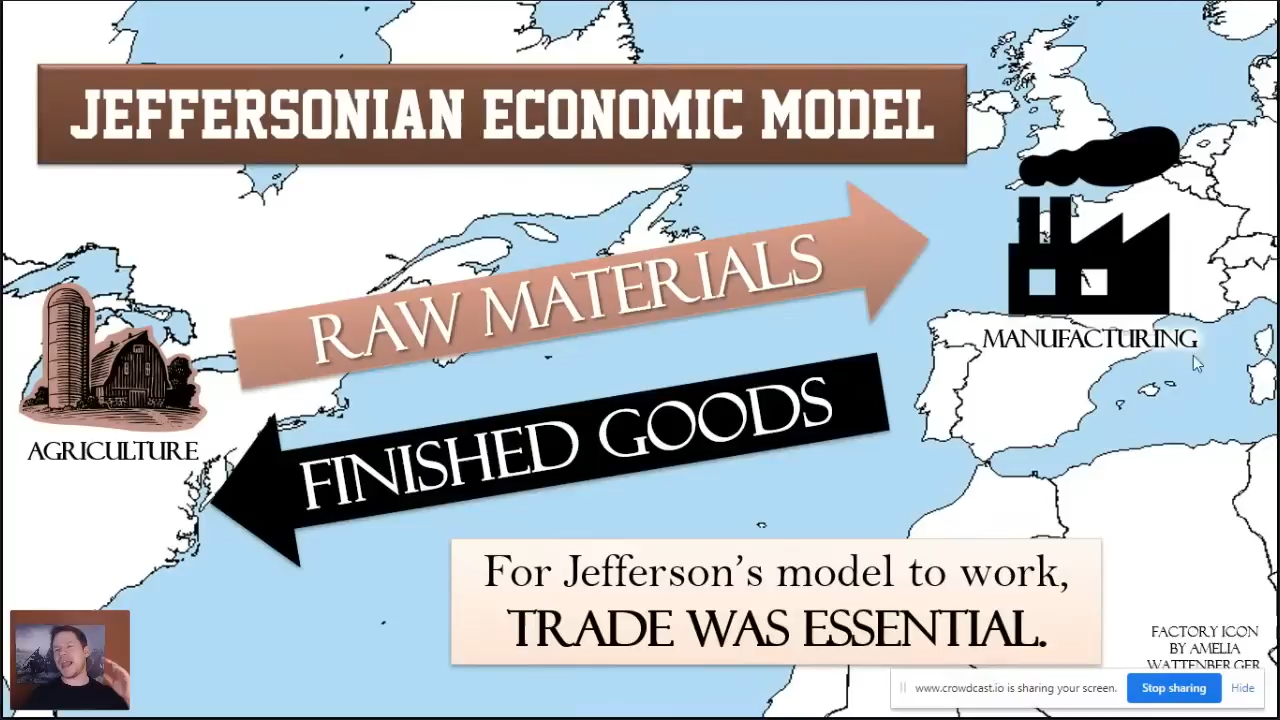 JEFFERSONIAN ECONOMIC MODEL
RAW MATERIALS
MANUFACTURING
AGRICULTURE
FINISHED GOODS
For Jefferson's model to work,
TRADE WAS ESSENTIAL.
FACTORY ICON
BY AMELIA
WATTENBERGER
www.crowdcast.io is sharing your screen.
Stop sharing
Hide